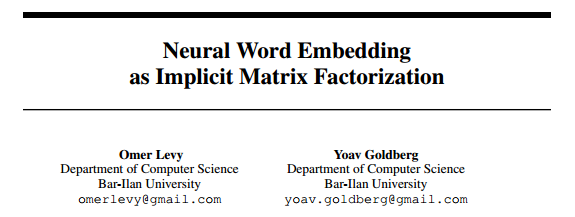 Neural Word Embedding
as Implicit Matrix Factorization
Omer Levy
Department of Computer Science
Bar-Ilan University
omerlevy@gmail.com
Yoav Goldberg
Department of Computer Science
Bar-Ilan University
yoav.goldberg@gmail.com